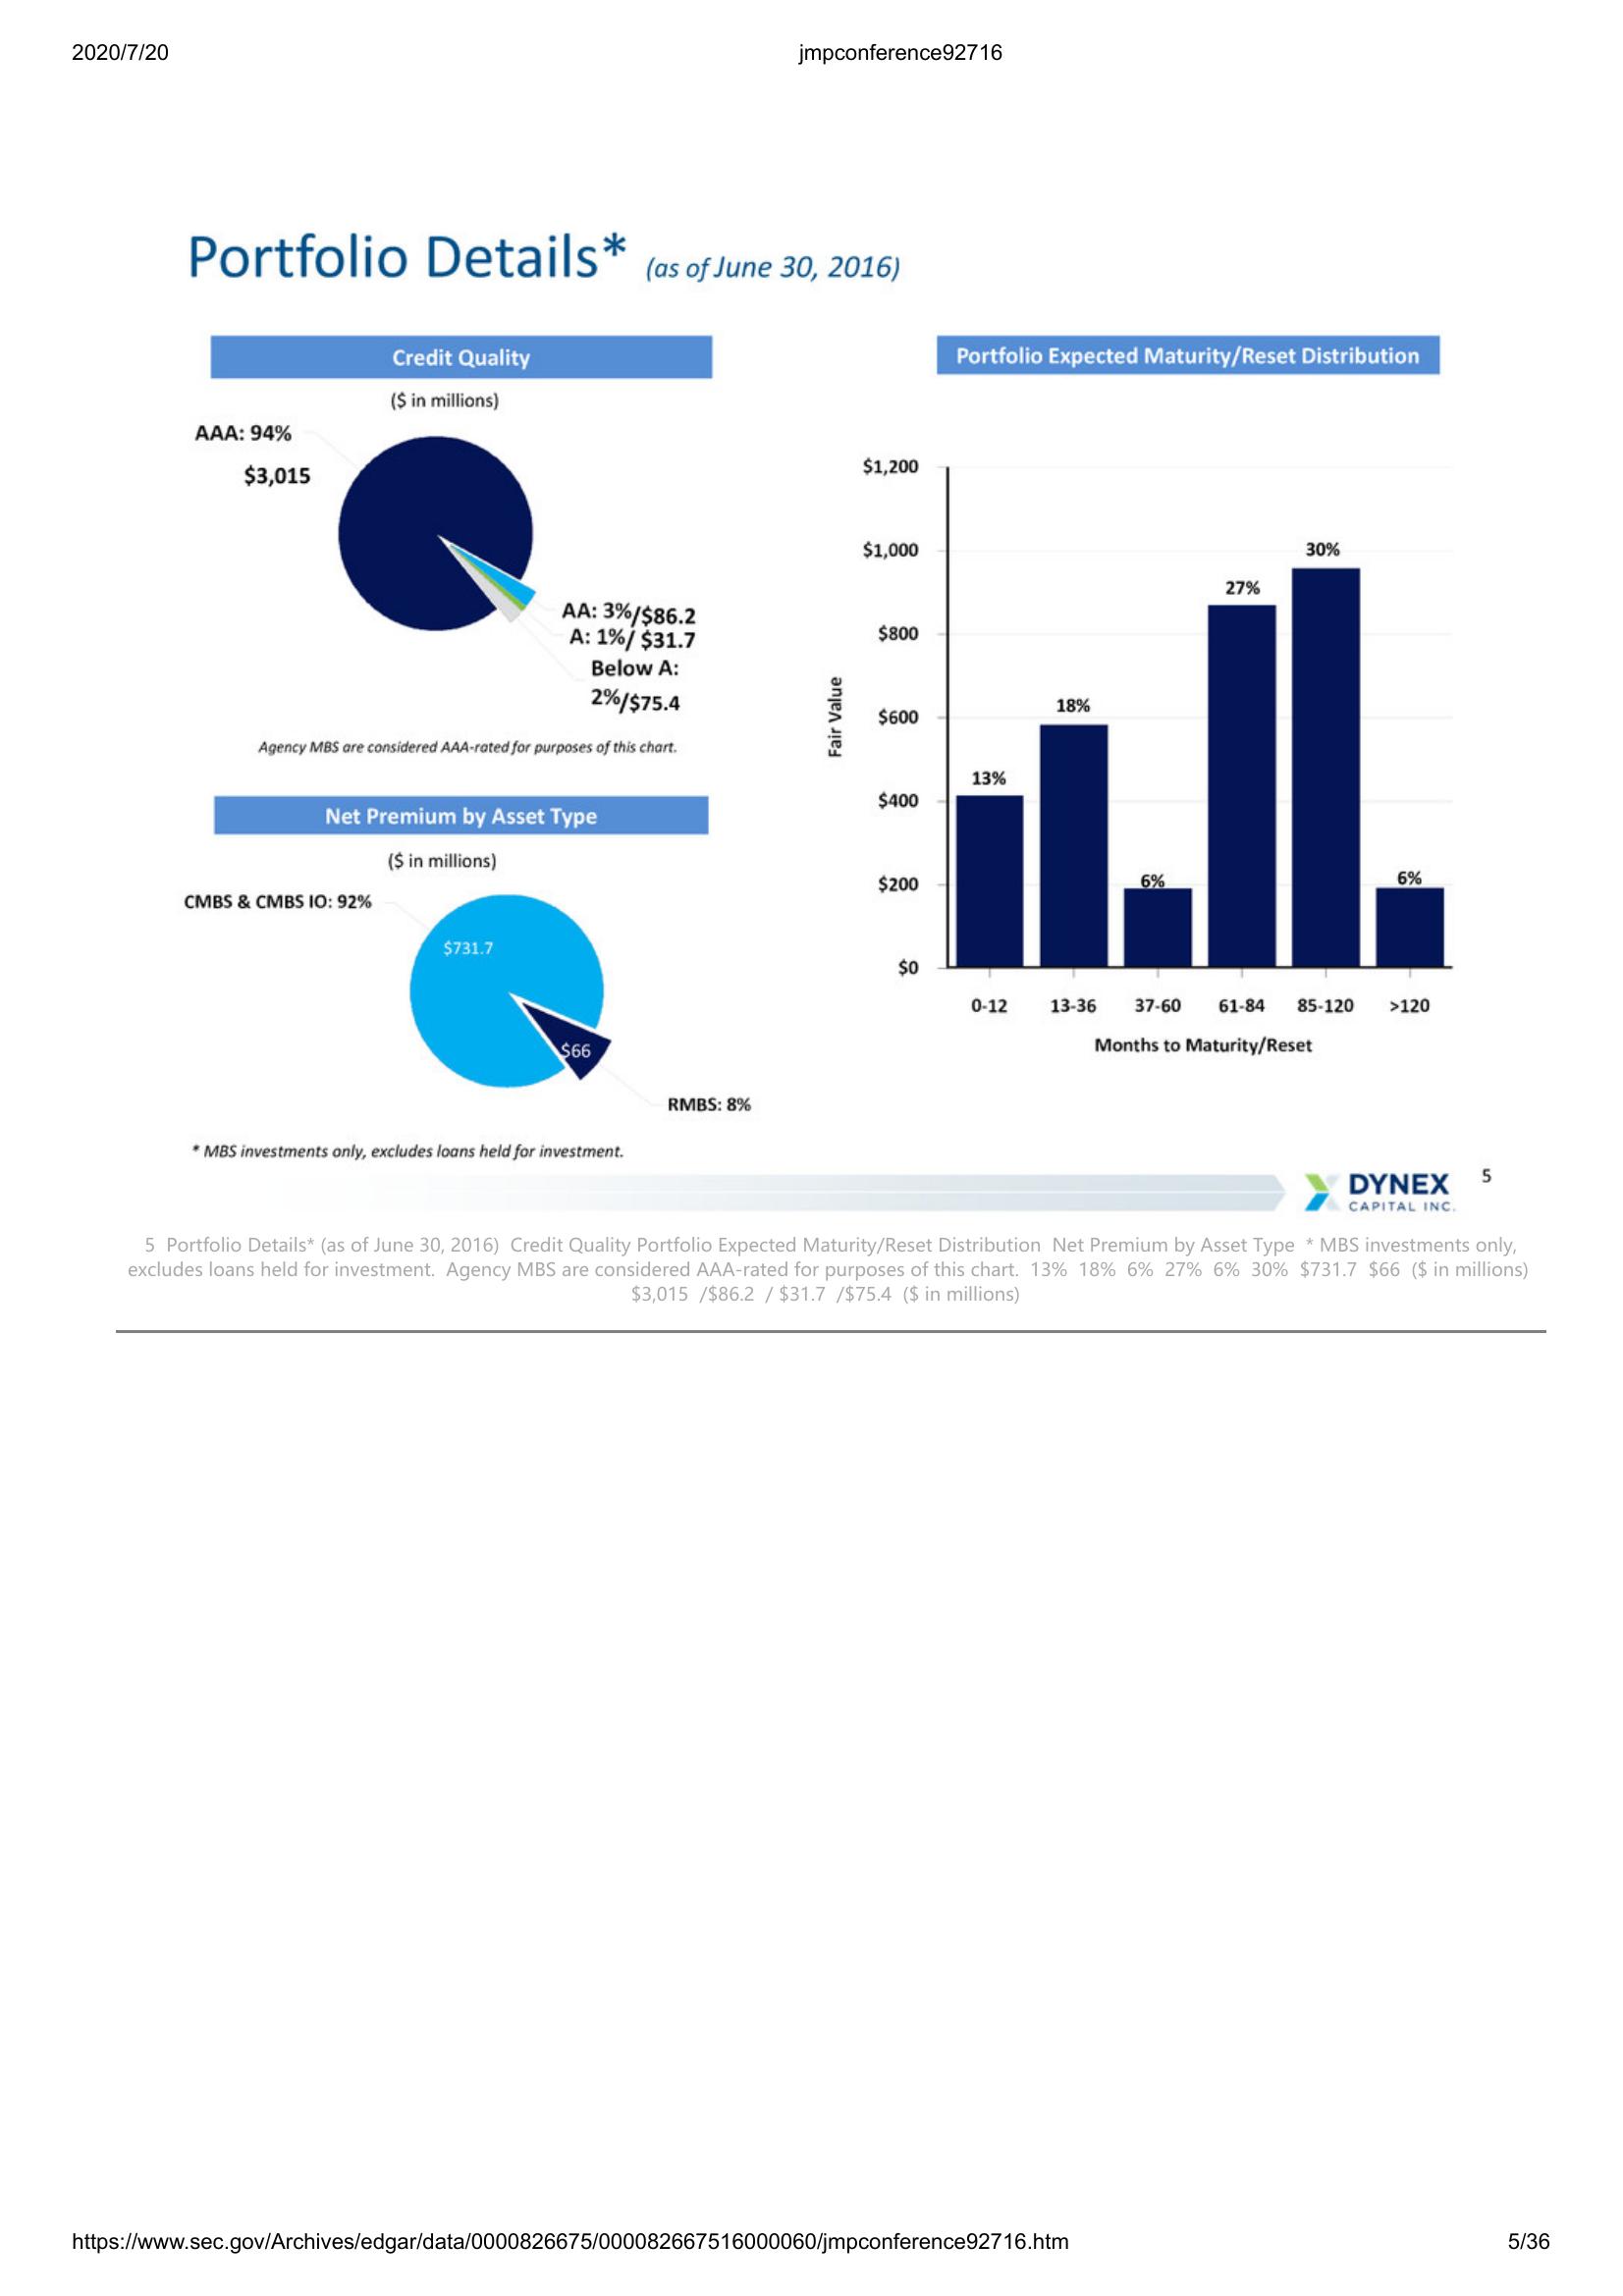 2020/7/20
jmpconference92716
Portfolio Details* (as of June 30, 2016)
Credit Quality
($ in millions)
AAA: 94%
$3,015
AA: 3%/$86.2
A: 1%/ $31.7
Below A:
2%/$75.4
Agency MBS are considered AAA-rated for purposes of this chart.
Net Premium by Asset Type
($ in millions)
CMBS & CMBS IO: 92%
$731.7
$66
RMBS: 8%
* MBS investments only, excludes loans held for investment.
Portfolio Expected Maturity/Reset Distribution
Fair Value
$1,200
$1,000
$800
$600
$400
$200
$0
13%
18%
6%
27%
30%
6%
0-12
13-36
37-60
61-84
85-120
>120
Months to Maturity/Reset
DYNEX
CAPITAL INC.
5
5 Portfolio Details* (as of June 30, 2016) Credit Quality Portfolio Expected Maturity/Reset Distribution Net Premium by Asset Type * MBS investments only,
excludes loans held for investment. Agency MBS are considered AAA-rated for purposes of this chart. 13% 18% 6% 27% 6% 30% $731.7 $66 ($ in millions)
$3,015 /$86.2 / $31.7 /$75.4 ($ in millions)
https://www.sec.gov/Archives/edgar/data/0000826675/000082667516000060/jmpconference92716.htm
5/36